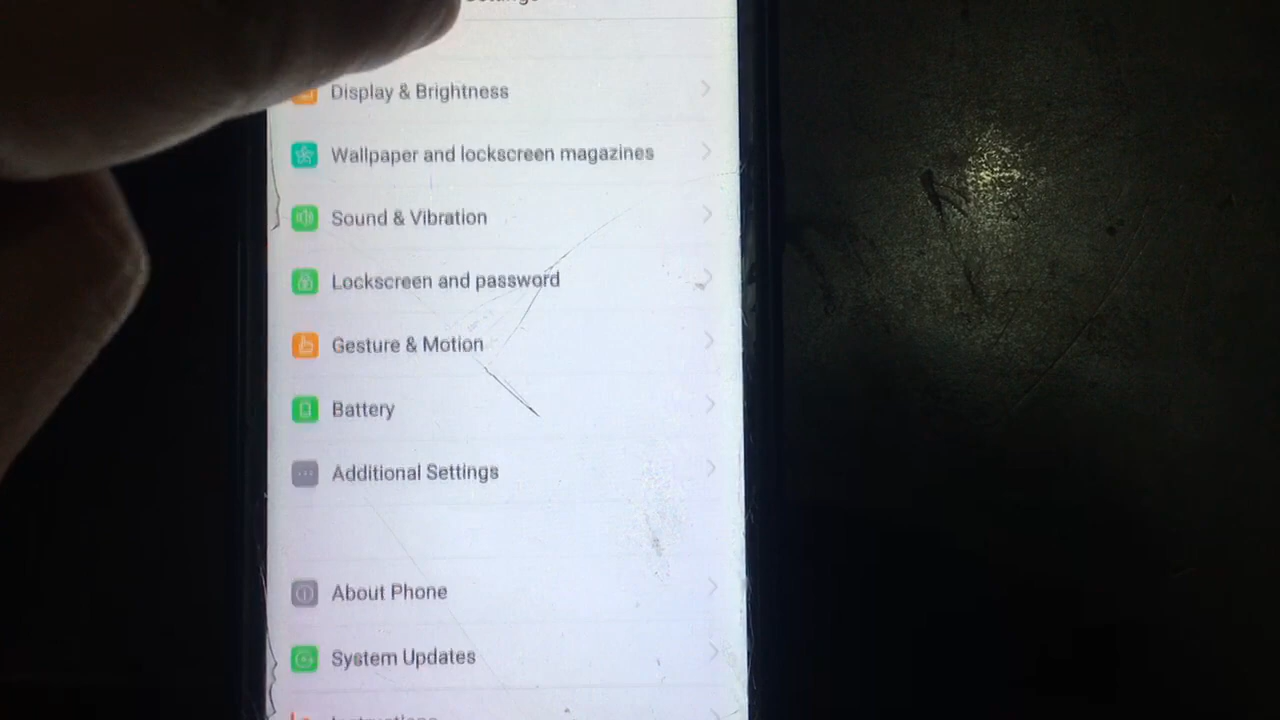 Settings
Display & Brightness
Wallpaper and lockscreen magazines
Sound & Vibration
Lockscreen and password
Gesture & Motion
Battery
Additional Settings
About Phone
System Updates